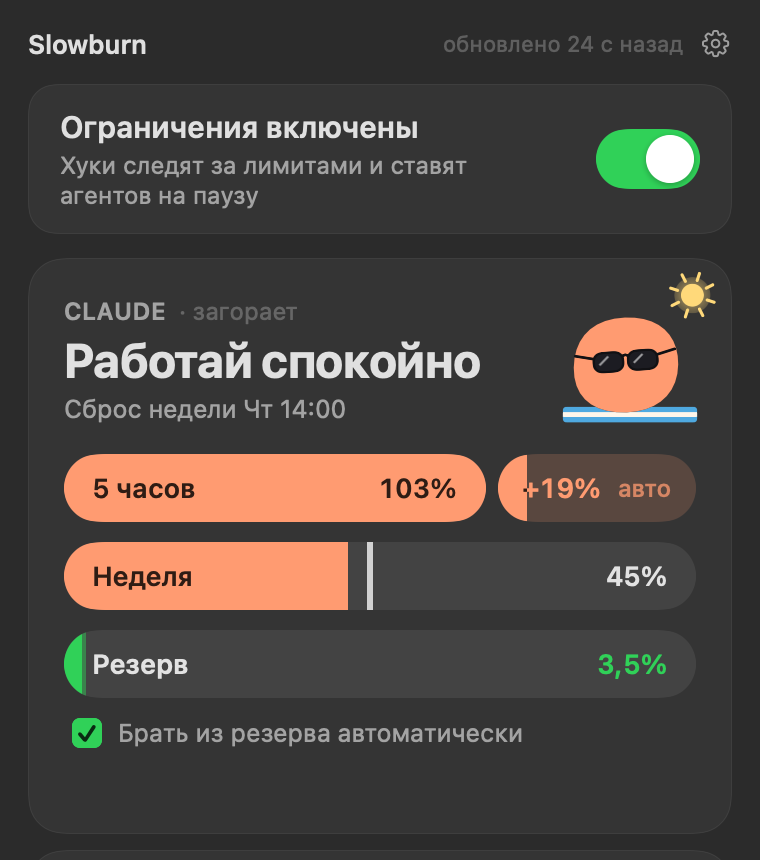 Slowburn
обновлено 24 с назад
Ограничения включены
Хуки следят за лимитами и ставят
агентов на паузу
CLAUDE · загорает
Работай спокойно
Сброс недели Чт 14:00
5 часов 103% +19% авто
Неделя 45%
Резерв 3,5%
Брать из резерва автоматически